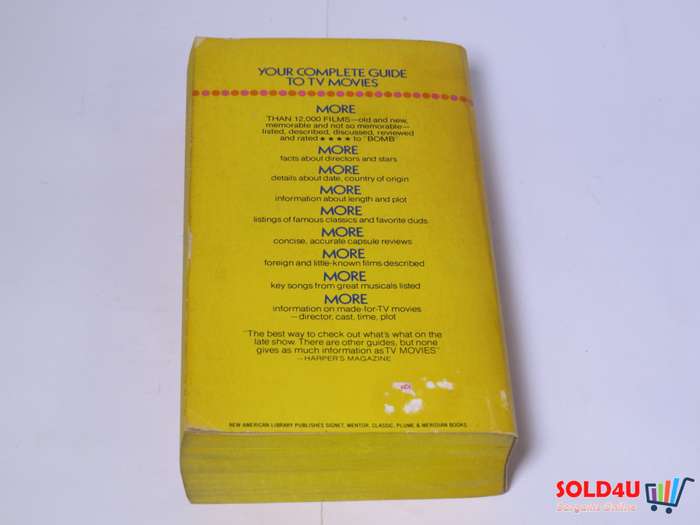 YOUR COMPLETE GUIDE
TO TV MOVIES
MORE
THAN 12,000 FILMS—old and new,
memorable and not so memorable—
listed, described, discussed, reviewed
and rated ★★★★ to "BOMB"
MORE
facts about directors and stars
MORE
details about date, country of origin
MORE
information about length and plot
MORE
listings of famous classics and favorite duds
MORE
concise, accurate capsule reviews
MORE
foreign and little-known films described
MORE
key songs from great musicals listed
MORE
information on made-for-TV movies
—director, cast, time, plot
"The best way to check out what's what on the
late show. There are other guides, but none
gives as much information as TV MOVIES"
—HARPER'S MAGAZINE
NEW AMERICAN LIBRARY PUBLISHES SIGNET, MENTOR, CLASSIC, PLUME & MERIDIAN BOOKS
SOLD4U
Bargains Online